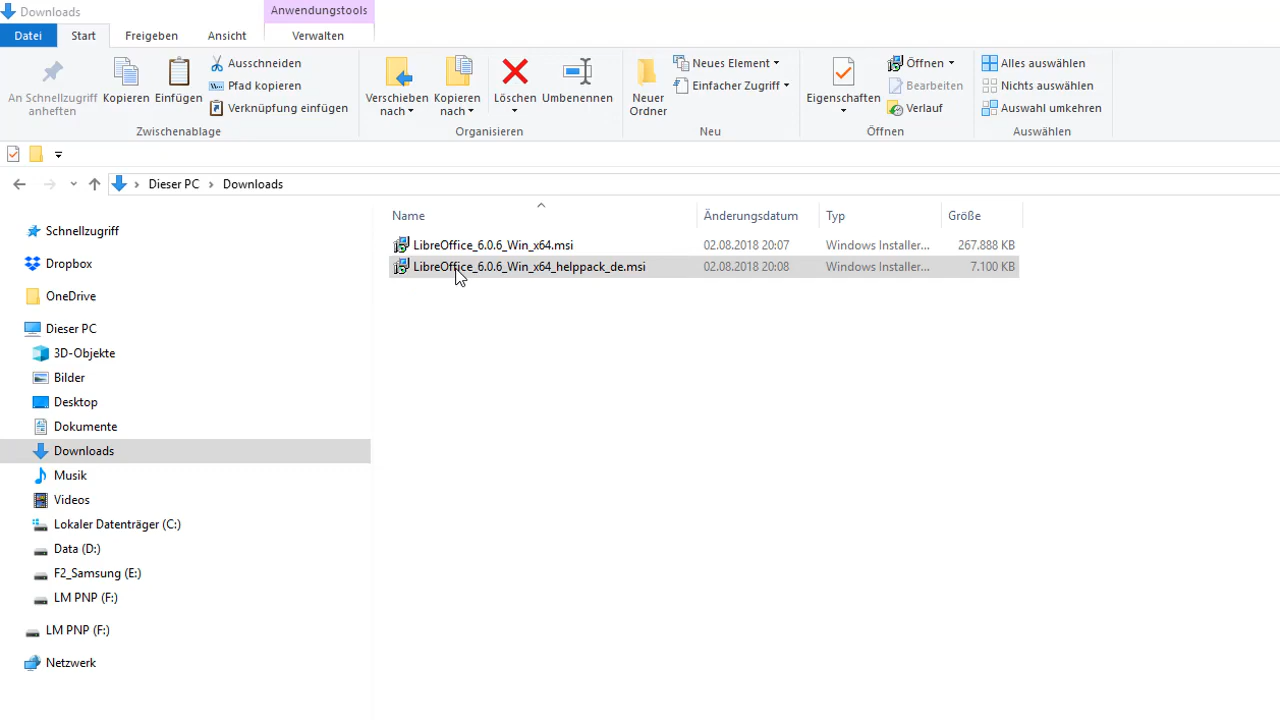 Downloads
Anwendungstools
Datei
Start
Freigeben
Ansicht
Verwalten
An Schnellzugriff
anheften
Kopieren
Einfügen
Ausschneiden
Pfad kopieren
Verknüpfung einfügen
Zwischenablage
Verschieben
nach
Kopieren
nach
Löschen
Umbenennen
Organisieren
Neuer
Ordner
Neues Element
Einfacher Zugriff
Neu
Eigenschaften
Öffnen
Bearbeiten
Verlauf
Öffnen
Alles auswählen
Nichts auswählen
Auswahl umkehren
Auswählen
Dieser PC > Downloads
Name
Änderungsdatum
Typ
Größe
LibreOffice_6.0.6_Win_x64.msi 02.08.2018 20:07 Windows Installer... 267.888 KB
LibreOffice_6.0.6_Win_x64_helppack_de.msi 02.08.2018 20:08 Windows Installer... 7.100 KB
Schnellzugriff
Dropbox
OneDrive
Dieser PC
3D-Objekte
Bilder
Desktop
Dokumente
Downloads
Musik
Videos
Lokaler Datenträger (C:)
Data (D:)
F2_Samsung (E:)
LM PNP (F:)
LM PNP (F:)
Netzwerk